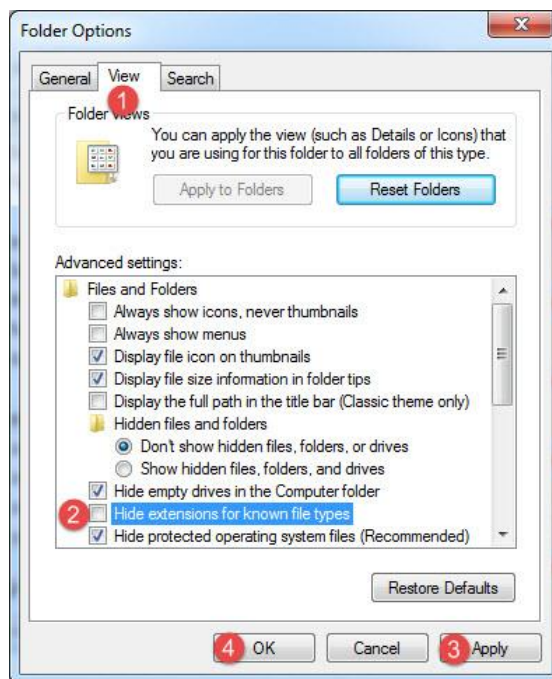 Folder Options
X
General View Search
1
Folder views
You can apply the view (such as Details or Icons) that
you are using for this folder to all folders of this type.
Apply to Folders Reset Folders
Advanced settings:
Files and Folders
Always show icons, never thumbnails
Always show menus
Display file icon on thumbnails
Display file size information in folder tips
Display the full path in the title bar (Classic theme only)
Hidden files and folders
Don't show hidden files, folders, or drives
Show hidden files, folders, and drives
Hide empty drives in the Computer folder
2 Hide extensions for known file types
Hide protected operating system files (Recommended)
Restore Defaults
4 OK Cancel 3 Apply